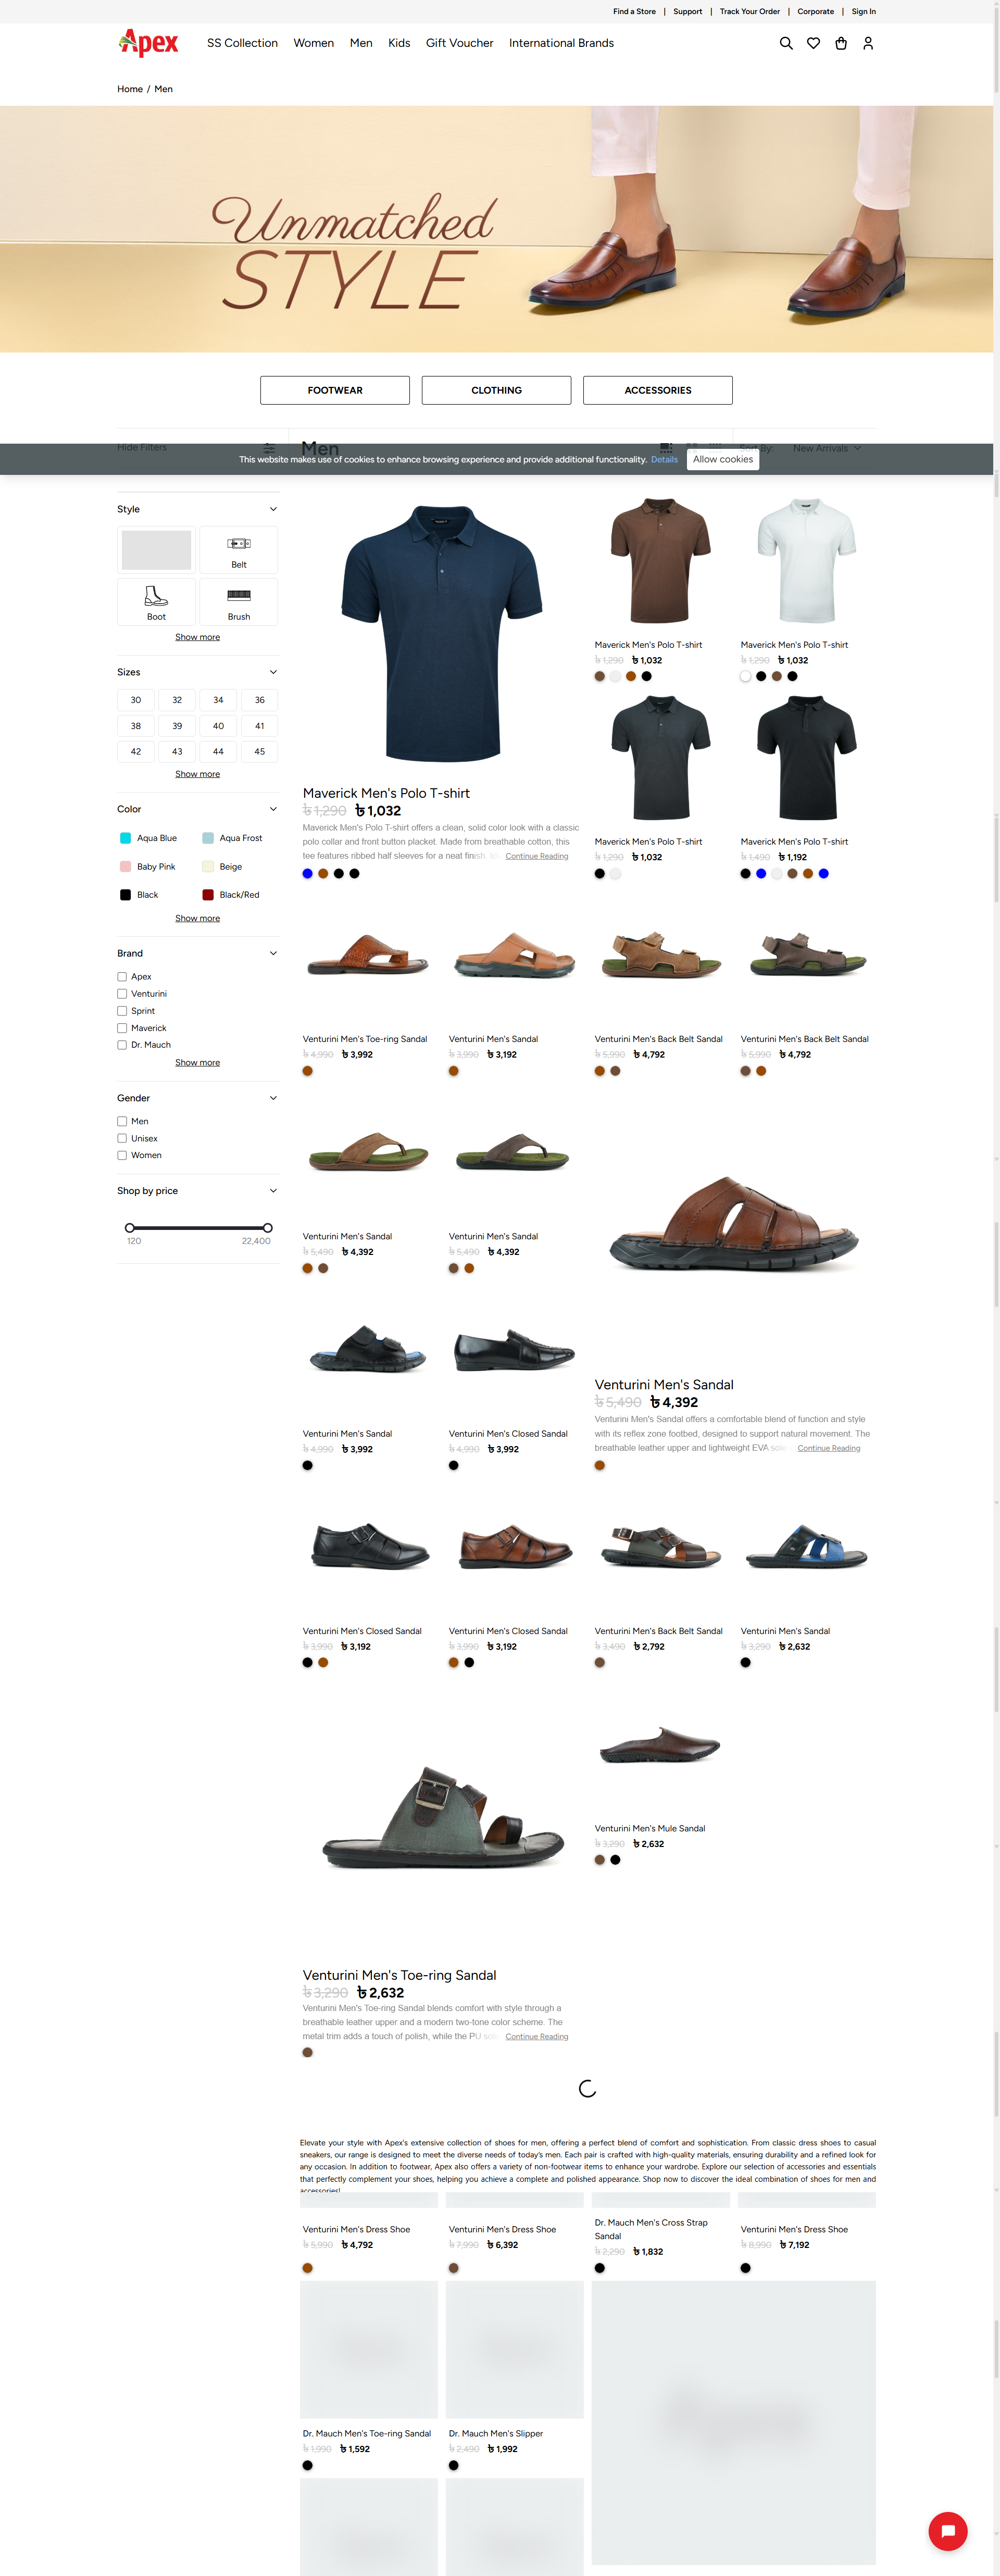 Find a Store | Support | Track Your Order | Corporate | Sign In
Apex
SS Collection Women Men Kids Gift Voucher International Brands
Home / Men
Unmatched
STYLE
FOOTWEAR CLOTHING ACCESSORIES
Hide Filters Men Sort By: New Arrivals
This website makes use of cookies to enhance browsing experience and provide additional functionality. Details Allow cookies
Style
Belt
Boot Brush
Show more
Sizes
30 32 34 36
38 39 40 41
42 43 44 45
Show more
Color
Aqua Blue Aqua Frost
Baby Pink Beige
Black Black/Red
Show more
Brand
Apex
Venturini
Sprint
Maverick
Dr. Mauch
Show more
Gender
Men
Unisex
Women
Shop by price
120 22,400
Maverick Men's Polo T-shirt Maverick Men's Polo T-shirt
৳ 1,290 ৳ 1,032 ৳ 1,290 ৳ 1,032
Maverick Men's Polo T-shirt
৳ 1,290 ৳ 1,032
Maverick Men's Polo T-shirt offers a clean, solid color look with a classic
polo collar and front button placket. Made from breathable cotton, this
tee features ribbed half sleeves for a neat finish. Continue Reading
Maverick Men's Polo T-shirt Maverick Men's Polo T-shirt
৳ 1,290 ৳ 1,032 ৳ 1,490 ৳ 1,192
Venturini Men's Toe-ring Sandal Venturini Men's Sandal Venturini Men's Back Belt Sandal Venturini Men's Back Belt Sandal
৳ 4,990 ৳ 3,992 ৳ 3,990 ৳ 3,192 ৳ 5,990 ৳ 4,792 ৳ 5,990 ৳ 4,792
Venturini Men's Sandal Venturini Men's Sandal
৳ 5,490 ৳ 4,392 ৳ 5,490 ৳ 4,392
Venturini Men's Sandal
৳ 5,490 ৳ 4,392
Venturini Men's Sandal offers a comfortable blend of function and style
with its reflex zone footbed, designed to support natural movement. The
breathable leather upper and lightweight EVA sole Continue Reading
Venturini Men's Sandal Venturini Men's Closed Sandal
৳ 4,990 ৳ 3,992 ৳ 4,990 ৳ 3,992
Venturini Men's Closed Sandal Venturini Men's Closed Sandal Venturini Men's Back Belt Sandal Venturini Men's Sandal
৳ 3,990 ৳ 3,192 ৳ 3,990 ৳ 3,192 ৳ 3,490 ৳ 2,792 ৳ 3,290 ৳ 2,632
Venturini Men's Mule Sandal
৳ 3,290 ৳ 2,632
Venturini Men's Toe-ring Sandal
৳ 3,290 ৳ 2,632
Venturini Men's Toe-ring Sandal blends comfort with style through a
breathable leather upper and a modern two-tone color scheme. The
metal trim adds a touch of polish, while the PU sole Continue Reading
Elevate your style with Apex's extensive collection of shoes for men, offering a perfect blend of comfort and sophistication. From classic dress shoes to casual
sneakers, our range is designed to meet the diverse needs of today's men. Each pair is crafted with high-quality materials, ensuring durability and a refined look for
any occasion. In addition to footwear, Apex also offers a variety of non-footwear items to enhance your wardrobe. Explore our selection of accessories and essentials
that perfectly complement your shoes, helping you achieve a complete and polished appearance. Shop now to discover the ideal combination of shoes for men and
accessories!
Venturini Men's Dress Shoe Venturini Men's Dress Shoe Dr. Mauch Men's Cross Strap Sandal Venturini Men's Dress Shoe
৳ 5,990 ৳ 4,792 ৳ 7,990 ৳ 6,392 ৳ 2,290 ৳ 1,832 ৳ 8,990 ৳ 7,192
Dr. Mauch Men's Toe-ring Sandal Dr. Mauch Men's Slipper
৳ 1,990 ৳ 1,592 ৳ 2,490 ৳ 1,992